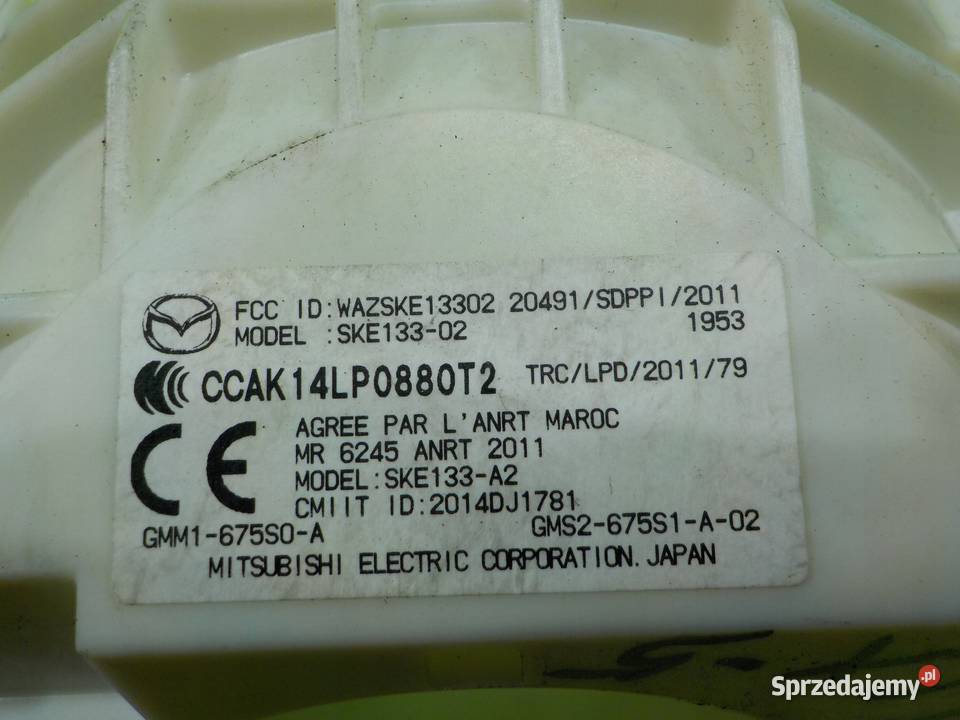 FCC ID:WAZSKE13302 20491/SDPPI/2011
MODEL :SKE133-02 1953
CCAK14LP0880T2 TRC/LPD/2011/79
CE AGREE PAR L'ANRT MAROC
MR 6245 ANRT 2011
MODEL:SKE133-A2
CMIIT ID:2014DJ1781
GMM1-675S0-A GMS2-675S1-A-02
MITSUBISHI ELECTRIC CORPORATION. JAPAN
Sprzedajemy.pl